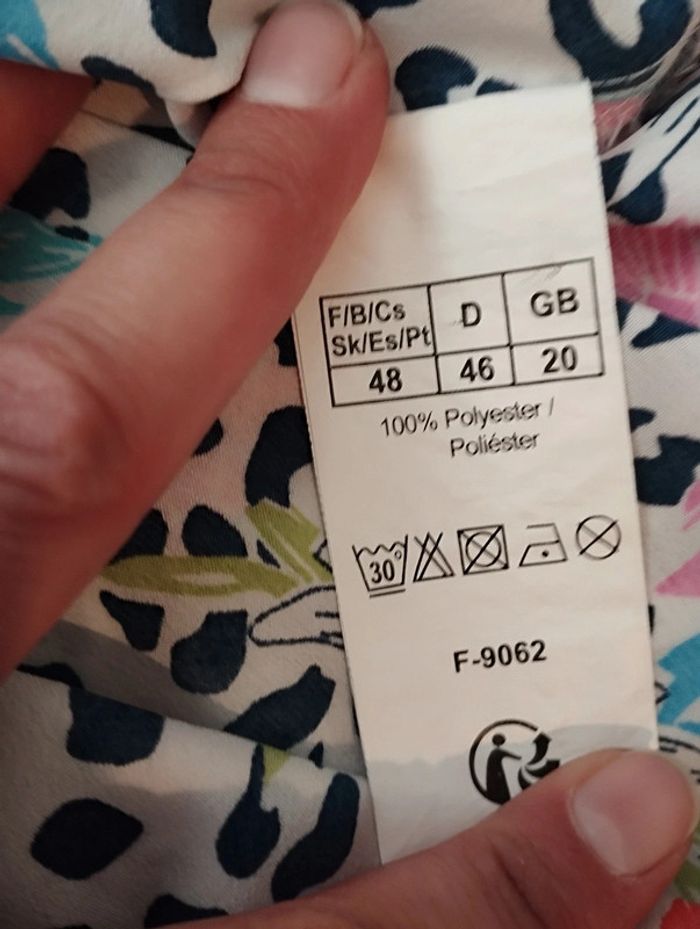 F/B/Cs D GB
Sk/Es/Pt
48 46 20
100% Polyester /
Poliéster
30°
F-9062